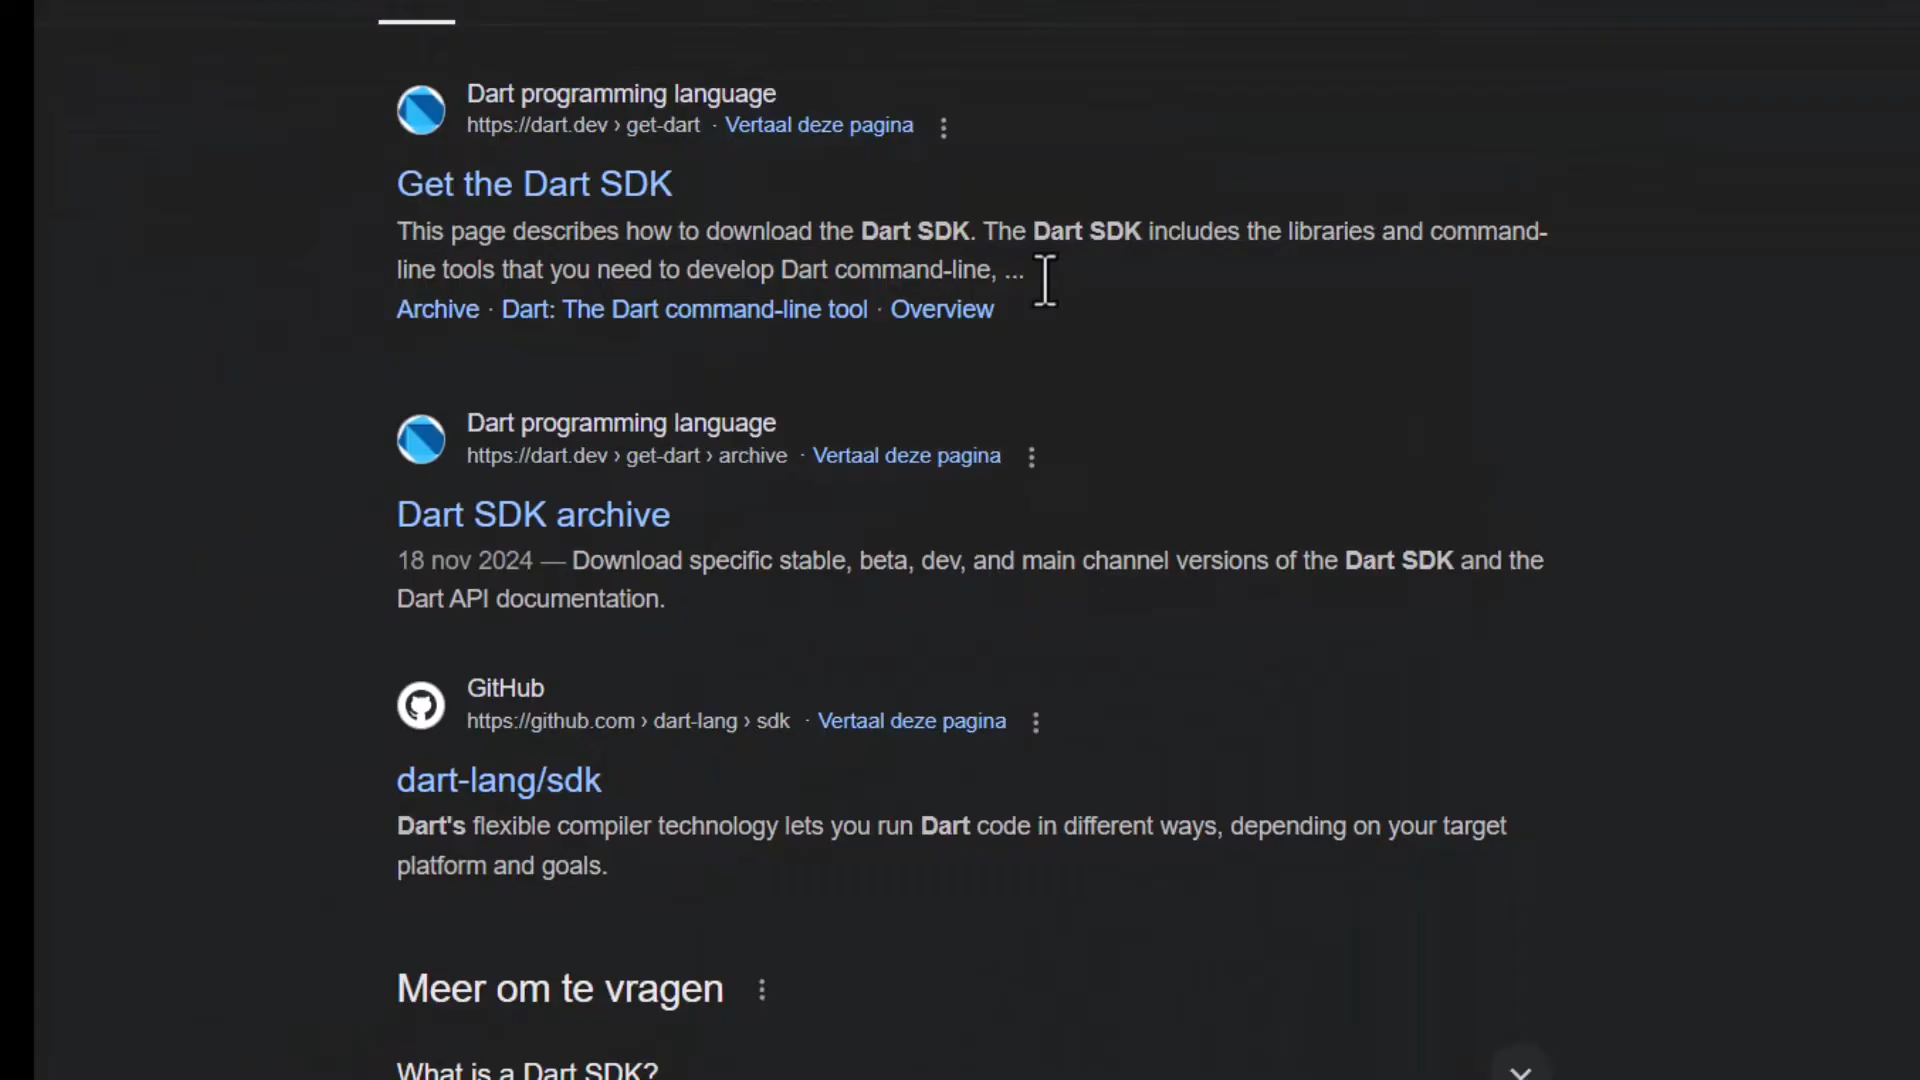 Dart programming language
https://dart.dev › get-dart · Vertaal deze pagina
Get the Dart SDK
This page describes how to download the Dart SDK. The Dart SDK includes the libraries and command-
line tools that you need to develop Dart command-line, ...
Archive · Dart: The Dart command-line tool · Overview
Dart programming language
https://dart.dev › get-dart › archive · Vertaal deze pagina
Dart SDK archive
18 nov 2024 — Download specific stable, beta, dev, and main channel versions of the Dart SDK and the
Dart API documentation.
GitHub
https://github.com › dart-lang › sdk · Vertaal deze pagina
dart-lang/sdk
Dart's flexible compiler technology lets you run Dart code in different ways, depending on your target
platform and goals.
Meer om te vragen
What is a Dart SDK?